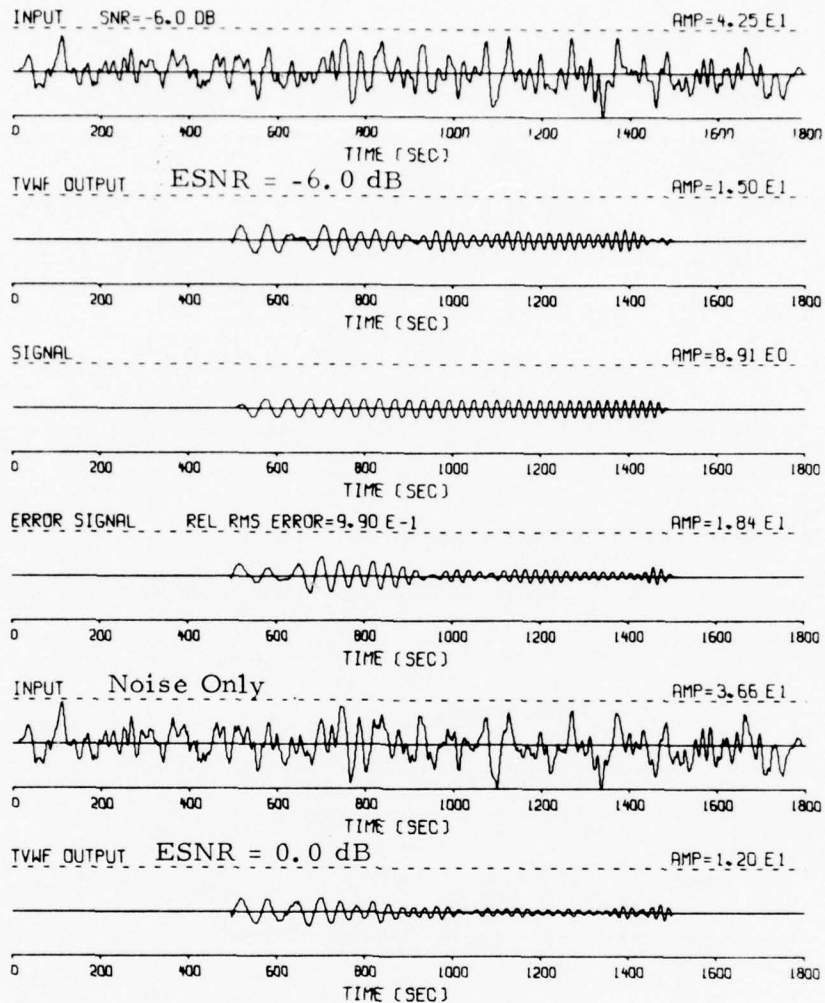 INPUT SNR=-6.0 DB AMP=4.25 E1
0 200 400 600 800 1000 1200 1400 1600 1800
TIME (SEC)
TVWF OUTPUT ESNR = -6.0 dB AMP=1.50 E1
0 200 400 600 800 1000 1200 1400 1600 1800
TIME (SEC)
SIGNAL AMP=8.91 E0
0 200 400 600 800 1000 1200 1400 1600 1800
TIME (SEC)
ERROR SIGNAL REL RMS ERROR=9.90 E-1 AMP=1.84 E1
0 200 400 600 800 1000 1200 1400 1600 1800
TIME (SEC)
INPUT Noise Only AMP=3.66 E1
0 200 400 600 800 1000 1200 1400 1600 1800
TIME (SEC)
TVWF OUTPUT ESNR = 0.0 dB AMP=1.20 E1
0 200 400 600 800 1000 1200 1400 1600 1800
TIME (SEC)